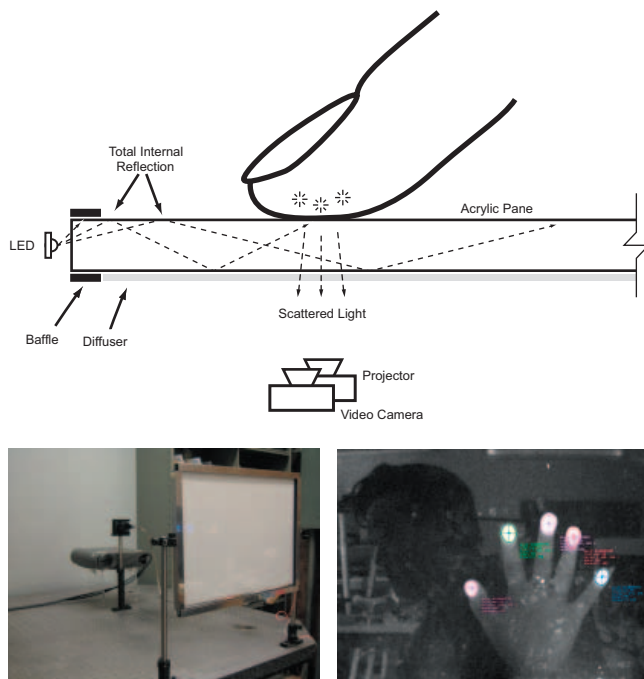 Total Internal
Reflection
Acrylic Pane
LED
Scattered Light
Baffle
Diffuser
Projector
Video Camera